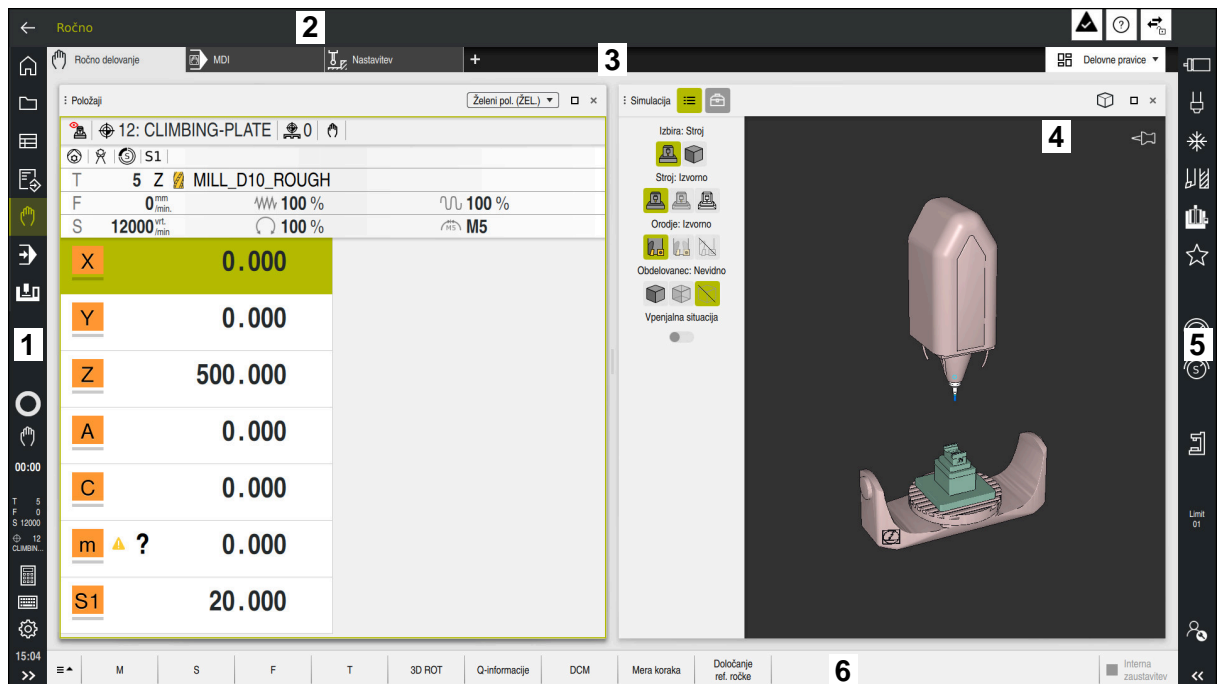 Ročno
2
Ročno delovanje
MDI
Nastavitev
+
3
Delovne pravice
Položaji
Želeni pol. (ŽEL.)
Simulacija
12: CLIMBING-PLATE
0
S1
T 5 Z MILL_D10_ROUGH
F 0 mm/min. 100 % 100 %
S 12000 vrt./min 100 % M5
X 0.000
Y 0.000
Z 500.000
A 0.000
C 0.000
m ? 0.000
S1 20.000
Izbira: Stroj
Stroj: Izvorno
Orodje: Izvorno
Obdelovanec: Nevidno
Vpenjalna situacija
4
1
00:00
T 5
F 0
S 12000
12
CLIMBIN...
15:04
5
S
Limit
01
M
S
F
T
3D ROT
Q-informacije
DCM
Mera koraka
Določanje
ref. ročke
6
Interna
zaustavitev